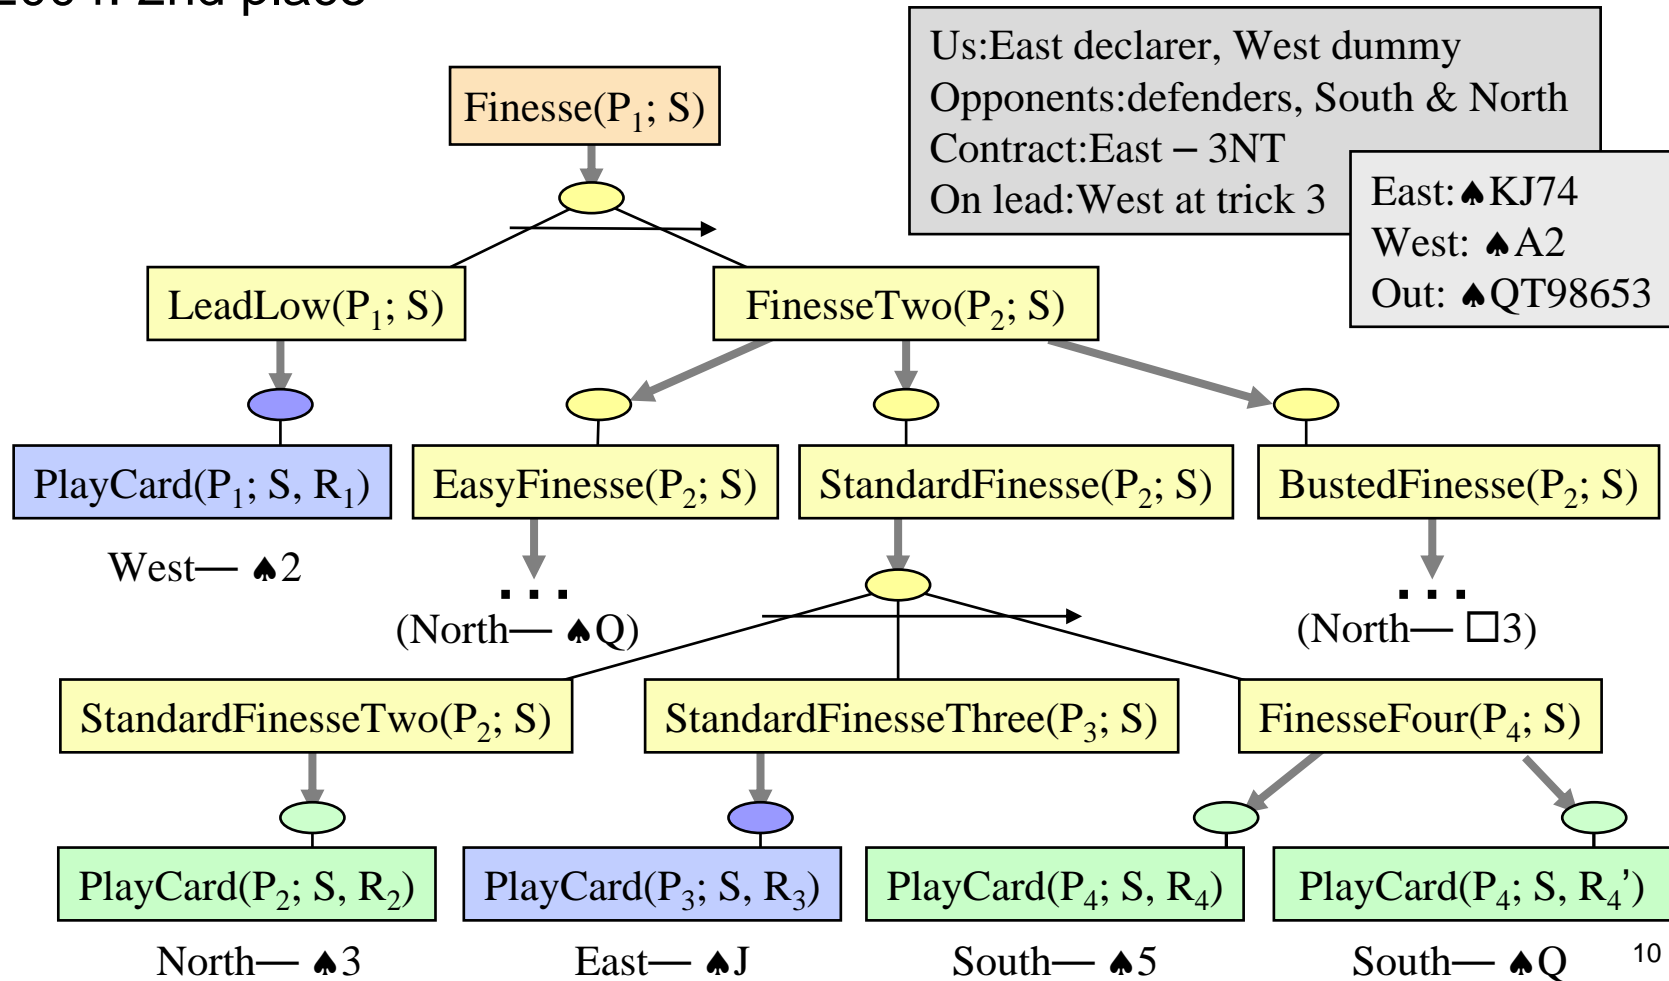 2nd place
Us:East declarer, West dummy
Opponents:defenders, South & North
Contract:East – 3NT
On lead:West at trick 3
East:♠KJ74
West: ♠A2
Out: ♠QT98653
Finesse(P₁; S)
LeadLow(P₁; S)
FinesseTwo(P₂; S)
PlayCard(P₁; S, R₁)
EasyFinesse(P₂; S)
StandardFinesse(P₂; S)
BustedFinesse(P₂; S)
West— ♠2
...
(North— ♠Q)
...
(North— □3)
StandardFinesseTwo(P₂; S)
StandardFinesseThree(P₃; S)
FinesseFour(P₄; S)
PlayCard(P₂; S, R₂)
PlayCard(P₃; S, R₃)
PlayCard(P₄; S, R₄)
PlayCard(P₄; S, R₄’)
North— ♠3
East— ♠J
South— ♠5
South— ♠Q
10